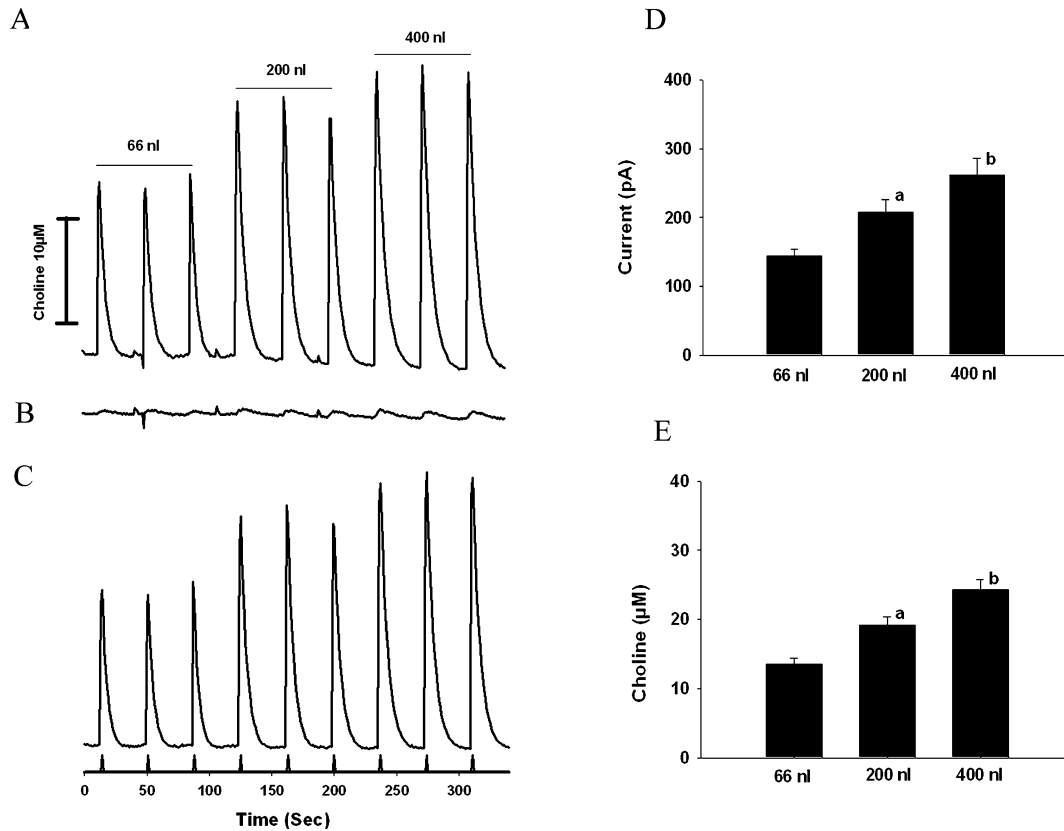 A
66 nl
200 nl
400 nl
Choline 10µM
B
C
0 50 100 150 200 250 300
Time (Sec)
D
400
300
200
100
0
Current (pA)
a
b
66 nl 200 nl 400 nl
E
40
30
20
10
0
Choline (µM)
a
b
66 nl 200 nl 400 nl